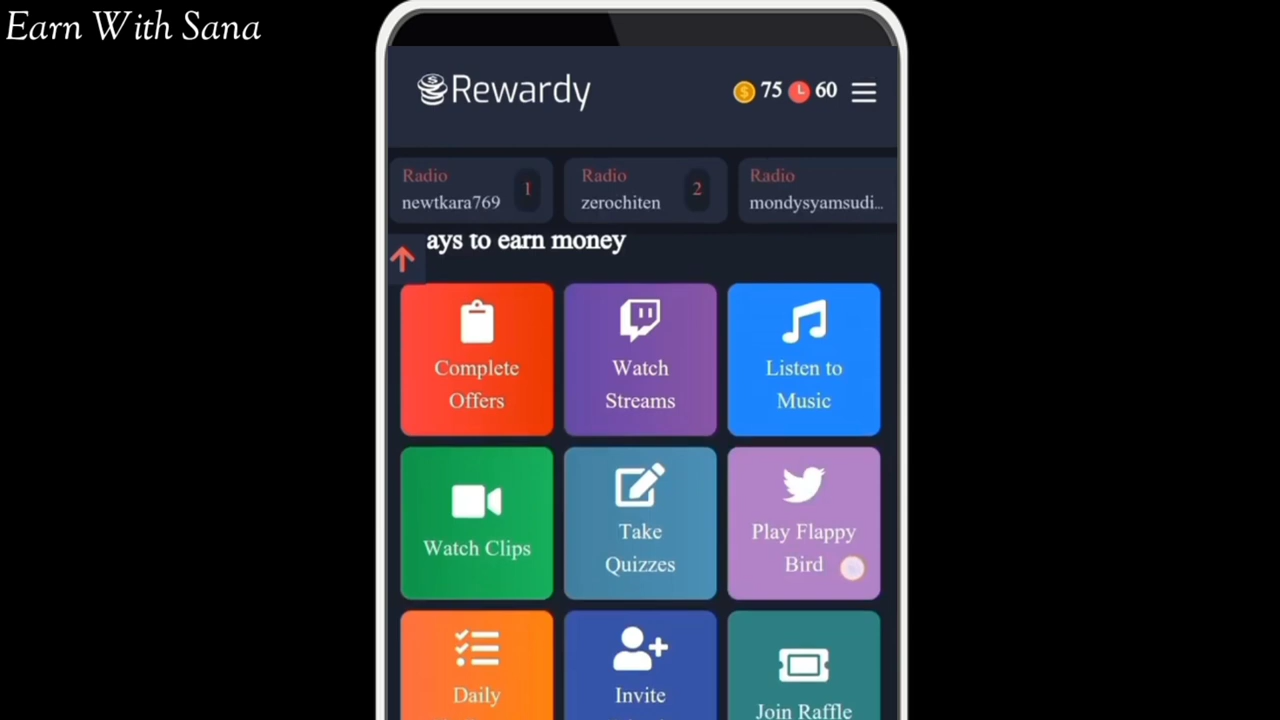 Earn With Sana
Rewardy
75 60
Radio
newtkara769
1
Radio
zerochiten
2
Radio
mondysyamsudi...
ays to earn money
Complete
Offers
Watch
Streams
Listen to
Music
Watch Clips
Take
Quizzes
Play Flappy
Bird
Daily
Invite
Join Raffle